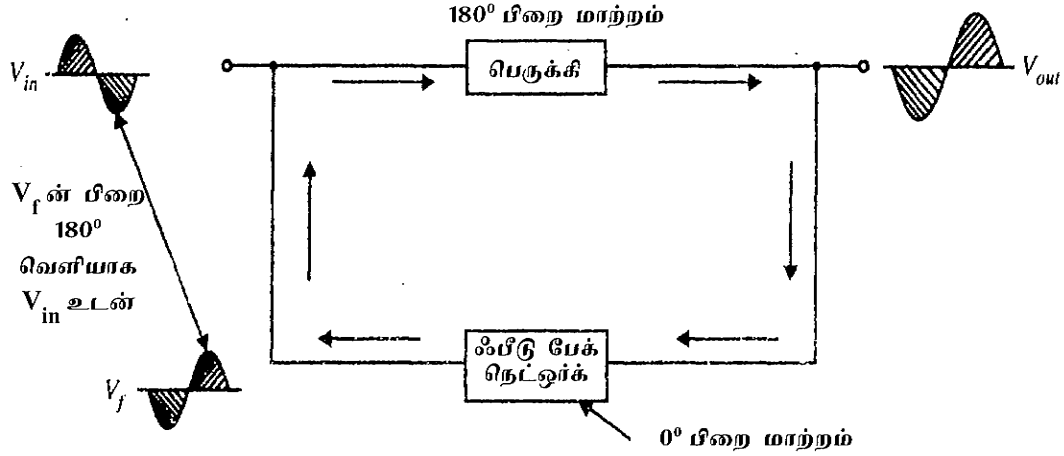 180° பிறை மாற்றம்
V_in
பெருக்கி
V_out
V_f ன் பிறை
180°
வெளியாக
V_in உடன்
ஃபீடு பேக்
நெட்ஒர்க்
V_f
0° பிறை மாற்றம்